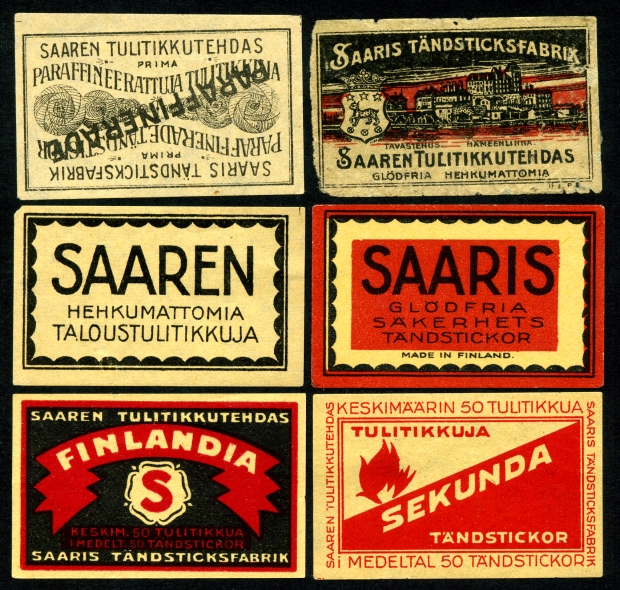 SAAREN TULITIKKUTEHDAS
PRIMA
PARAFFINEERATTUJA TULITIKKUJA
PARAFFINERADE
PARAFFINERADE TÄNDSTICKOR
PRIMA
SAARIS TÄNDSTICKSFABRIK
SAARIS TÄNDSTICKSFABRIK
TAVASTEHUS. HÄMEENLINNA.
SAAREN TULITIKKUTEHDAS
GLÖDFRIA HEHKUMATTOMIA
SAAREN
HEHKUMATTOMIA
TALOUSTULITIKKUJA
SAARIS
GLÖDFRIA
SÄKERHETS
TÄNDSTICKOR
MADE IN FINLAND.
SAAREN TULITIKKUTEHDAS
FINLANDIA
S
KESKIM. 50 TULITIKKUA
I MEDELT. 50 TÄNDSTICKOR
SAARIS TÄNDSTICKSFABRIK
KESKIMÄÄRIN 50 TULITIKKUA
SAAREN TULITIKKUTEHDAS
SAARIS TÄNDSTICKSFABRIK
TULITIKKUJA
SEKUNDA
TÄNDSTICKOR
i MEDELTAL 50 TÄNDSTICKOR